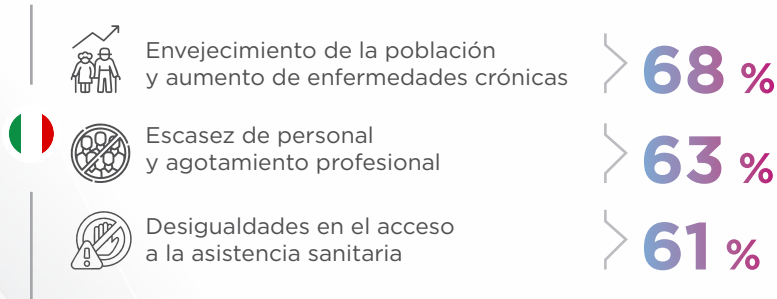 Envejecimiento de la población
y aumento de enfermedades crónicas
68 %
Escasez de personal
y agotamiento profesional
63 %
Desigualdades en el acceso
a la asistencia sanitaria
61 %